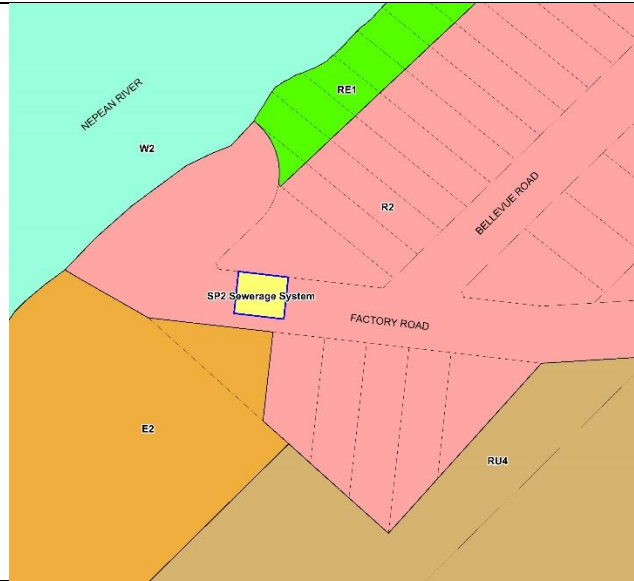 RE1
NEPEAN RIVER
W2
R2
BELLEVUE ROAD
SP2 Sewerage System
FACTORY ROAD
E2
RU4